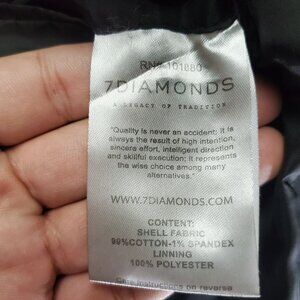 RN# 101880
7DIAMONDS
A LEGACY OF TRADITION
"Quality is never an accident; it is
always the result of high intention,
sincere effort, intelligent direction
and skillful execution; it represents
the wise choice among many
alternatives."
WWW.7DIAMONDS.COM
CONTENT:
SHELL FABRIC
99%COTTON-1% SPANDEX
LINNING
100% POLYESTER
Care instructions on reverse